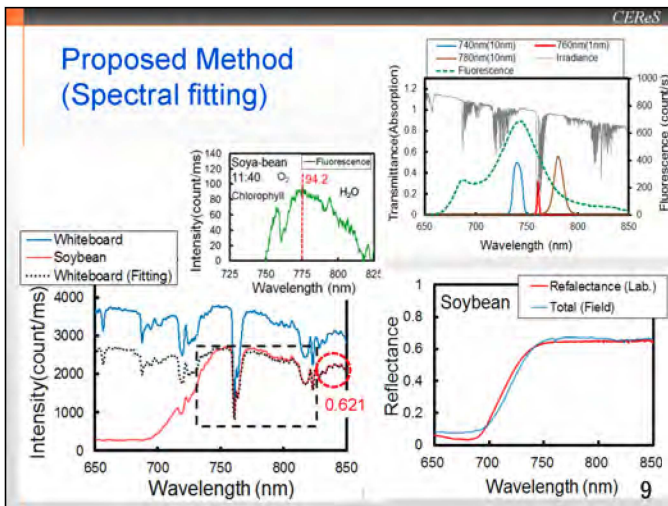 CEReS
Proposed Method
(Spectral fitting)
740nm(10nm) 760nm(1nm)
780nm(10nm) Irradiance
Fluorescence
Transmittance(Absorption)
1.2
1
0.8
0.6
0.4
0.2
0
1000
800
600
400
200
0
Fluorescence (count/s)
650 700 750 800 850
Wavelength (nm)
Soya-bean
11:40
Fluorescence
O₂
94.2
H₂O
Chlorophyll
Intensity(count/ms)
140
120
100
80
60
40
20
0
725 750 775 800 825
Wavelength (nm)
Whiteboard
Soybean
Whiteboard (Fitting)
Intensity(count/ms)
4000
3000
2000
1000
0
0.621
650 700 750 800 850
Wavelength (nm)
Soybean
Refalectance (Lab.)
Total (Field)
Reflectance
1
0.8
0.6
0.4
0.2
0
650 700 750 800 850
Wavelength (nm)
9